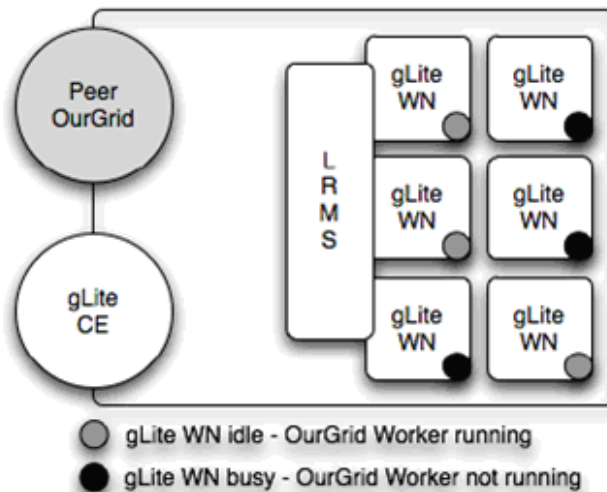 Peer
OurGrid
gLite
CE
L
R
M
S
gLite
WN
gLite
WN
gLite
WN
gLite
WN
gLite
WN
gLite
WN
gLite WN idle - OurGrid Worker running
gLite WN busy - OurGrid Worker not running